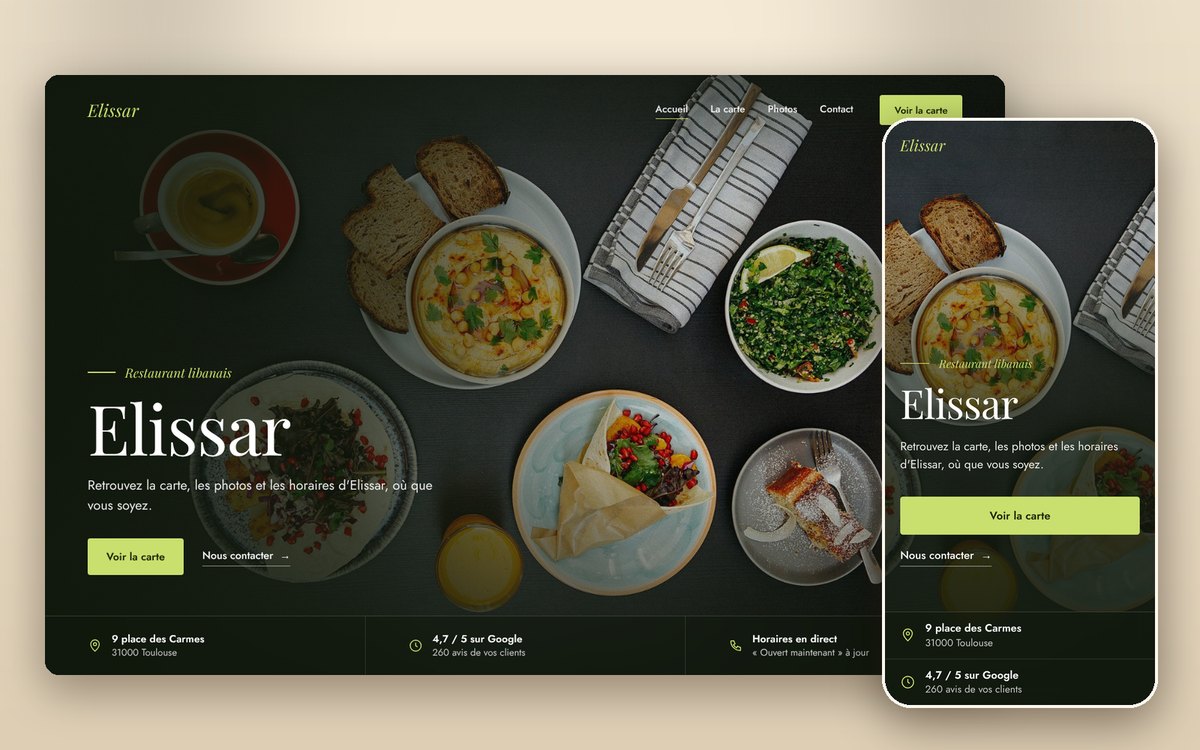 Elissar
Accueil La carte Photos Contact Voir la carte
Restaurant libanais
Elissar
Retrouvez la carte, les photos et les horaires d'Elissar, où que
vous soyez.
Voir la carte Nous contacter →
9 place des Carmes
31000 Toulouse
4,7 / 5 sur Google
260 avis de vos clients
Horaires en direct
« Ouvert maintenant » à jour
Elissar
Restaurant libanais
Elissar
Retrouvez la carte, les photos et les horaires
d'Elissar, où que vous soyez.
Voir la carte
Nous contacter →
9 place des Carmes
31000 Toulouse
4,7 / 5 sur Google
260 avis de vos clients